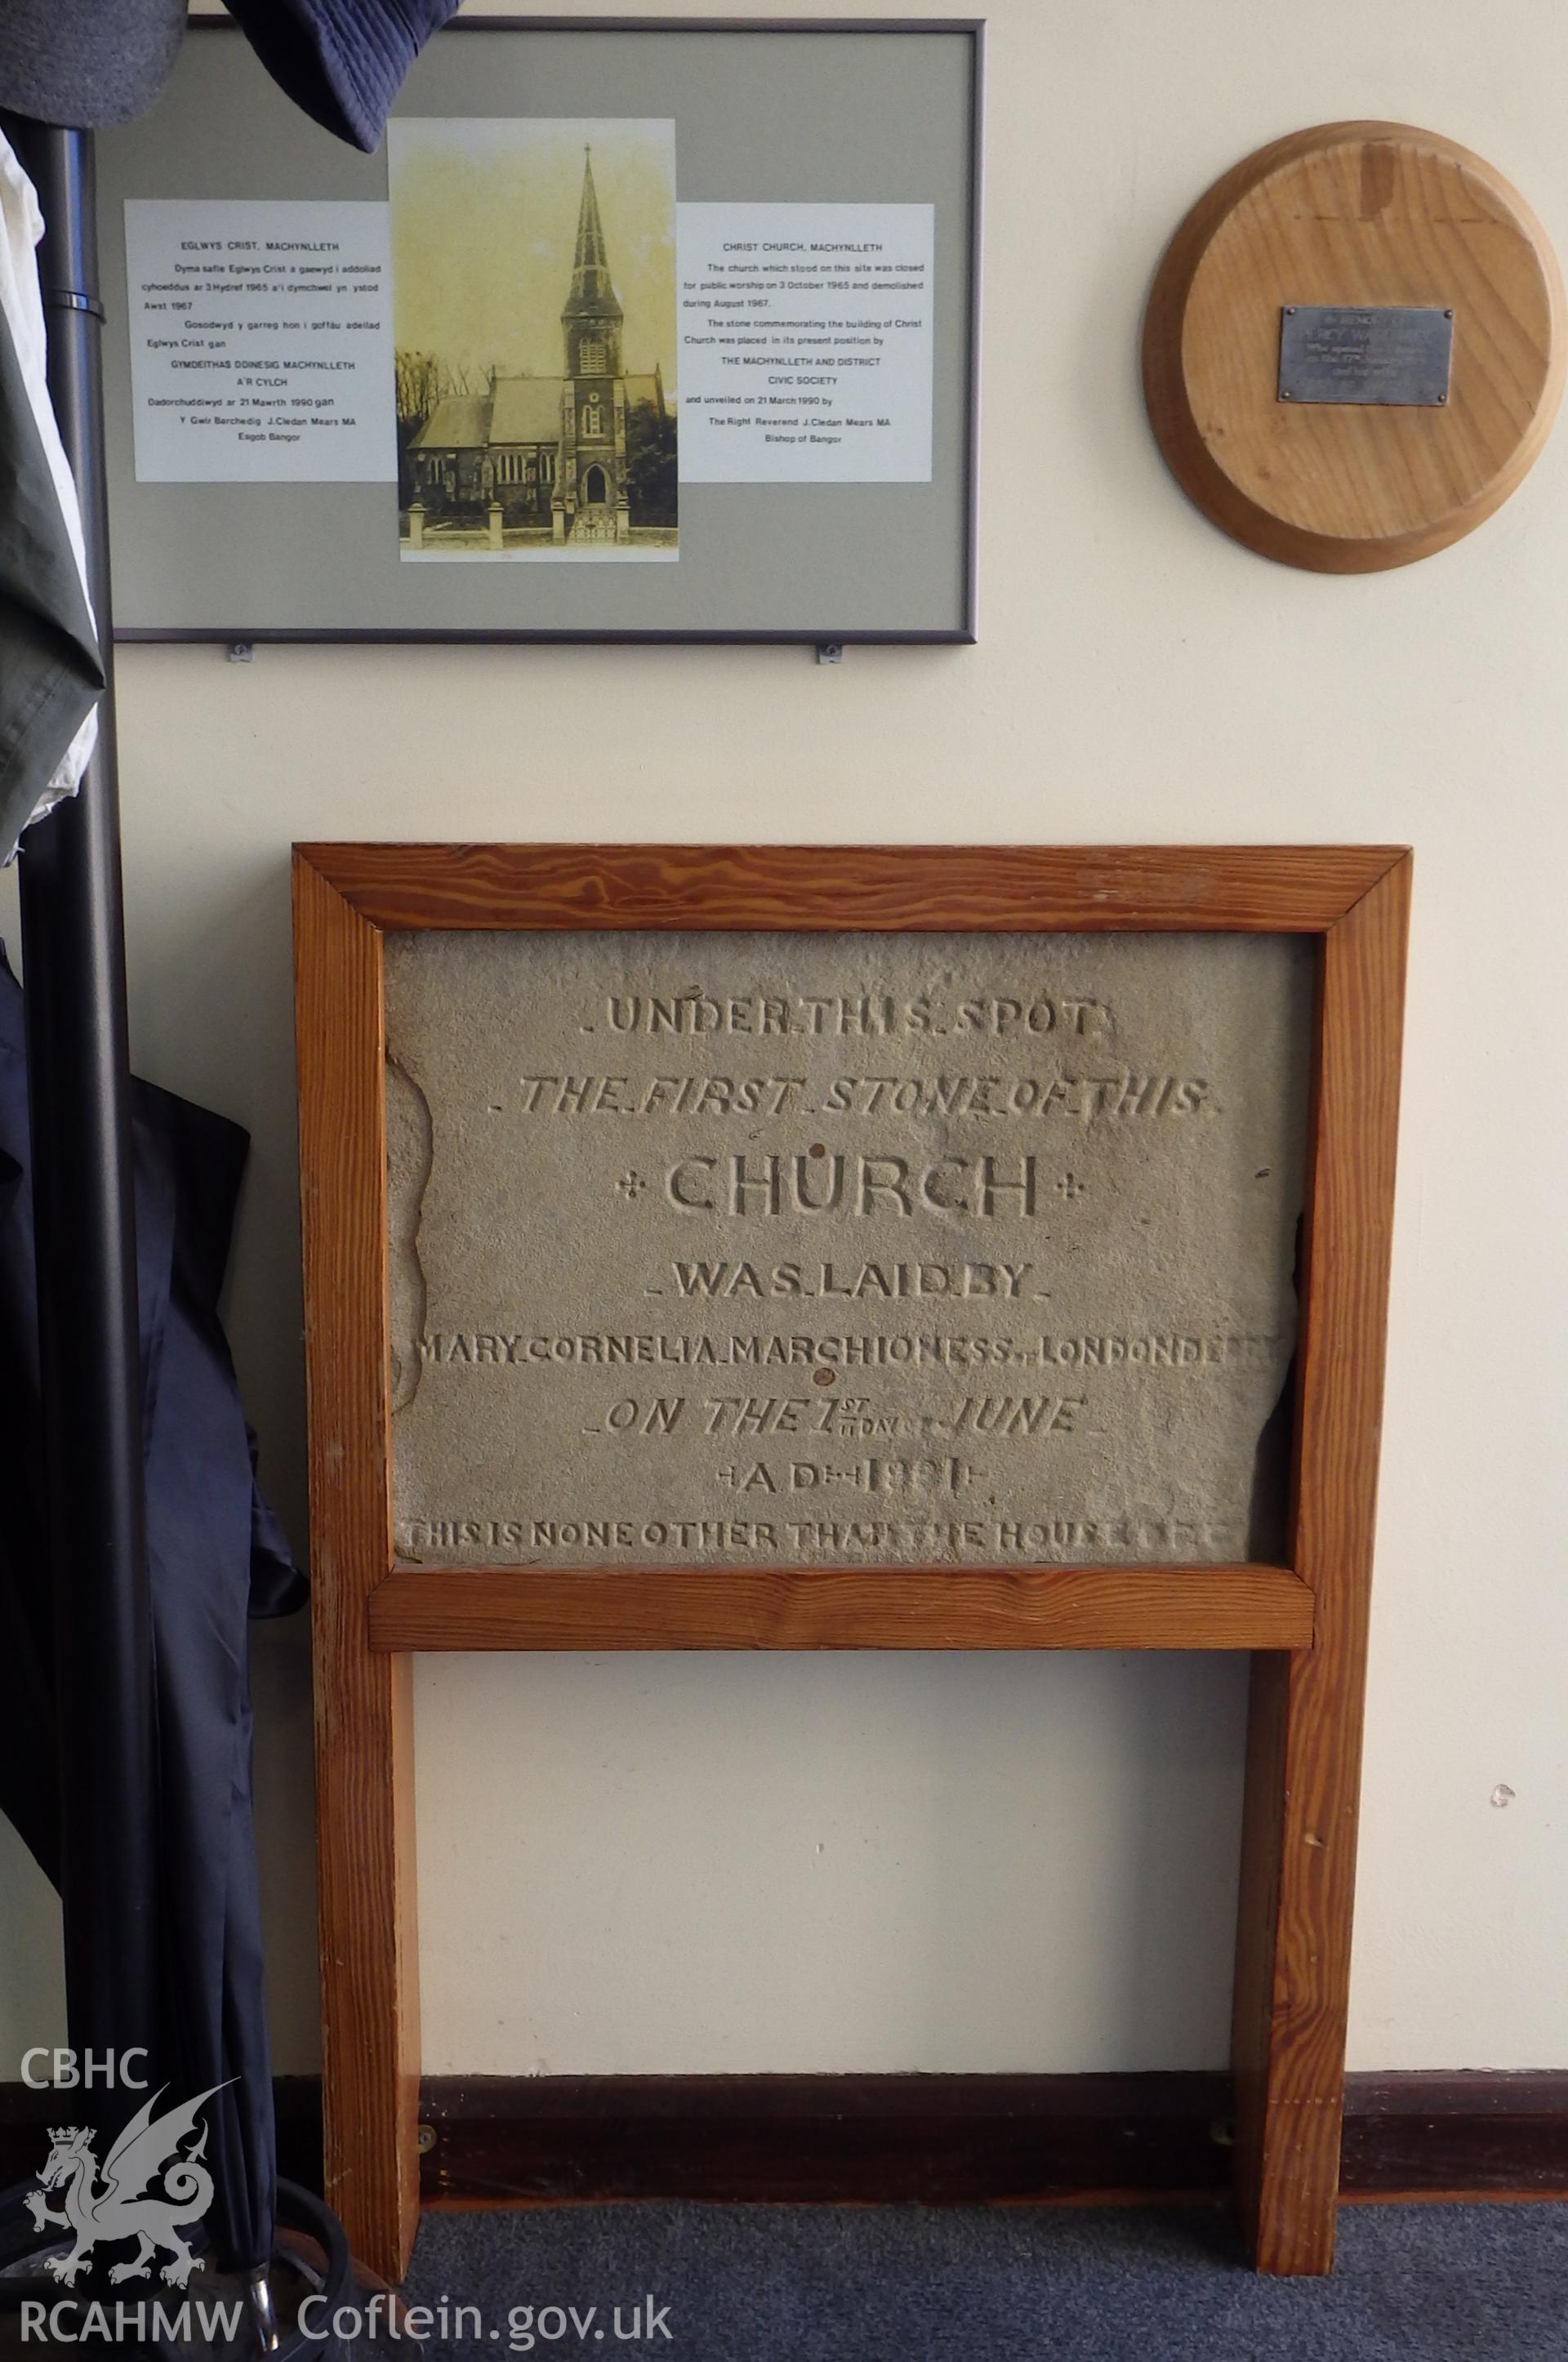 EGLWYS CRIST, MACHYNLLETH
Dyma safle Eglwys Crist a gaewyd i addoliad
cyhoeddus ar 3 Hydref 1965 a'i dymchwel yn ystod
Awst 1967
Gosodwyd y garreg hon i goffáu adeilad
Eglwys Crist gan
GYMDEITHAS DDINESIG MACHYNLLETH
A'R CYLCH
Dadorchuddiwyd ar 21 Mawrth 1990 gan
Y Gwir Barchedig J.Cledan Mears MA
Esgob Bangor
CHRIST CHURCH, MACHYNLLETH
The church which stood on this site was closed
for public worship on 3 October 1965 and demolished
during August 1967.
The stone commemorating the building of Christ
Church was placed in its present position by
THE MACHYNLLETH AND DISTRICT
CIVIC SOCIETY
and unveiled on 21 March 1990 by
The Right Reverend J.Cledan Mears MA
Bishop of Bangor
UNDER THIS SPOT
THE FIRST STONE OF THIS
CHURCH
WAS LAID BY
MARY CORNELIA MARCHIONESS OF LONDONDERRY
ON THE 1ST DAY OF JUNE
A D 1881
THIS IS NONE OTHER THAN THE HOUSE OF
CBHC
RCAHMW
Coflein.gov.uk